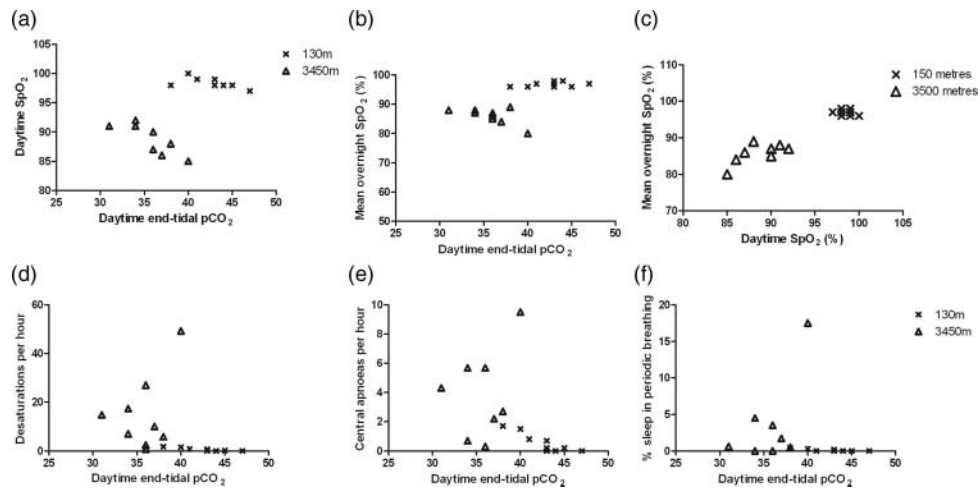 (a)
Daytime SpO2
105
100
95
90
85
80
25 30 35 40 45 50
Daytime end-tidal pCO2
130m
3450m
(b)
Mean overnight SpO2 (%)
100
90
80
70
60
50
25 30 35 40 45 50
Daytime end-tidal pCO2
(c)
Mean overnight SpO2 (%)
110
100
90
80
70
60
80 85 90 95 100 105
Daytime SpO2 (%)
150 metres
3500 metres
(d)
Desaturations per hour
60
40
20
0
25 30 35 40 45 50
Daytime end-tidal pCO2
(e)
Central apnoeas per hour
10
8
6
4
2
0
25 30 35 40 45 50
Daytime end-tidal pCO2
(f)
% sleep in periodic breathing
20
15
10
5
0
25 30 35 40 45 50
Daytime end-tidal pCO2
130m
3450m